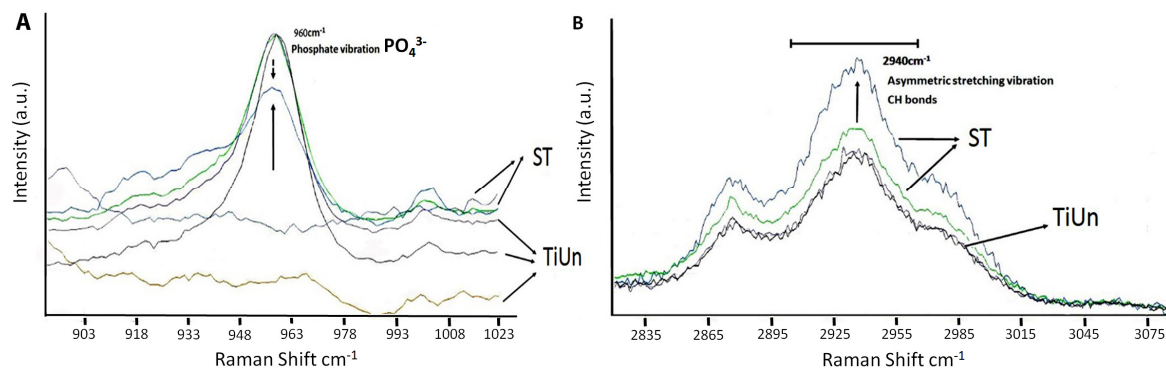 A
960cm-1
Phosphate vibration PO₄³⁻
Intensity (a.u.)
ST
TiUn
903 918 933 948 963 978 993 1008 1023
Raman Shift cm⁻¹
B
2940cm⁻¹
Asymmetric stretching vibration
CH bonds
Intensity (a.u.)
ST
TiUn
2835 2865 2895 2925 2955 2985 3015 3045 3075
Raman Shift cm⁻¹